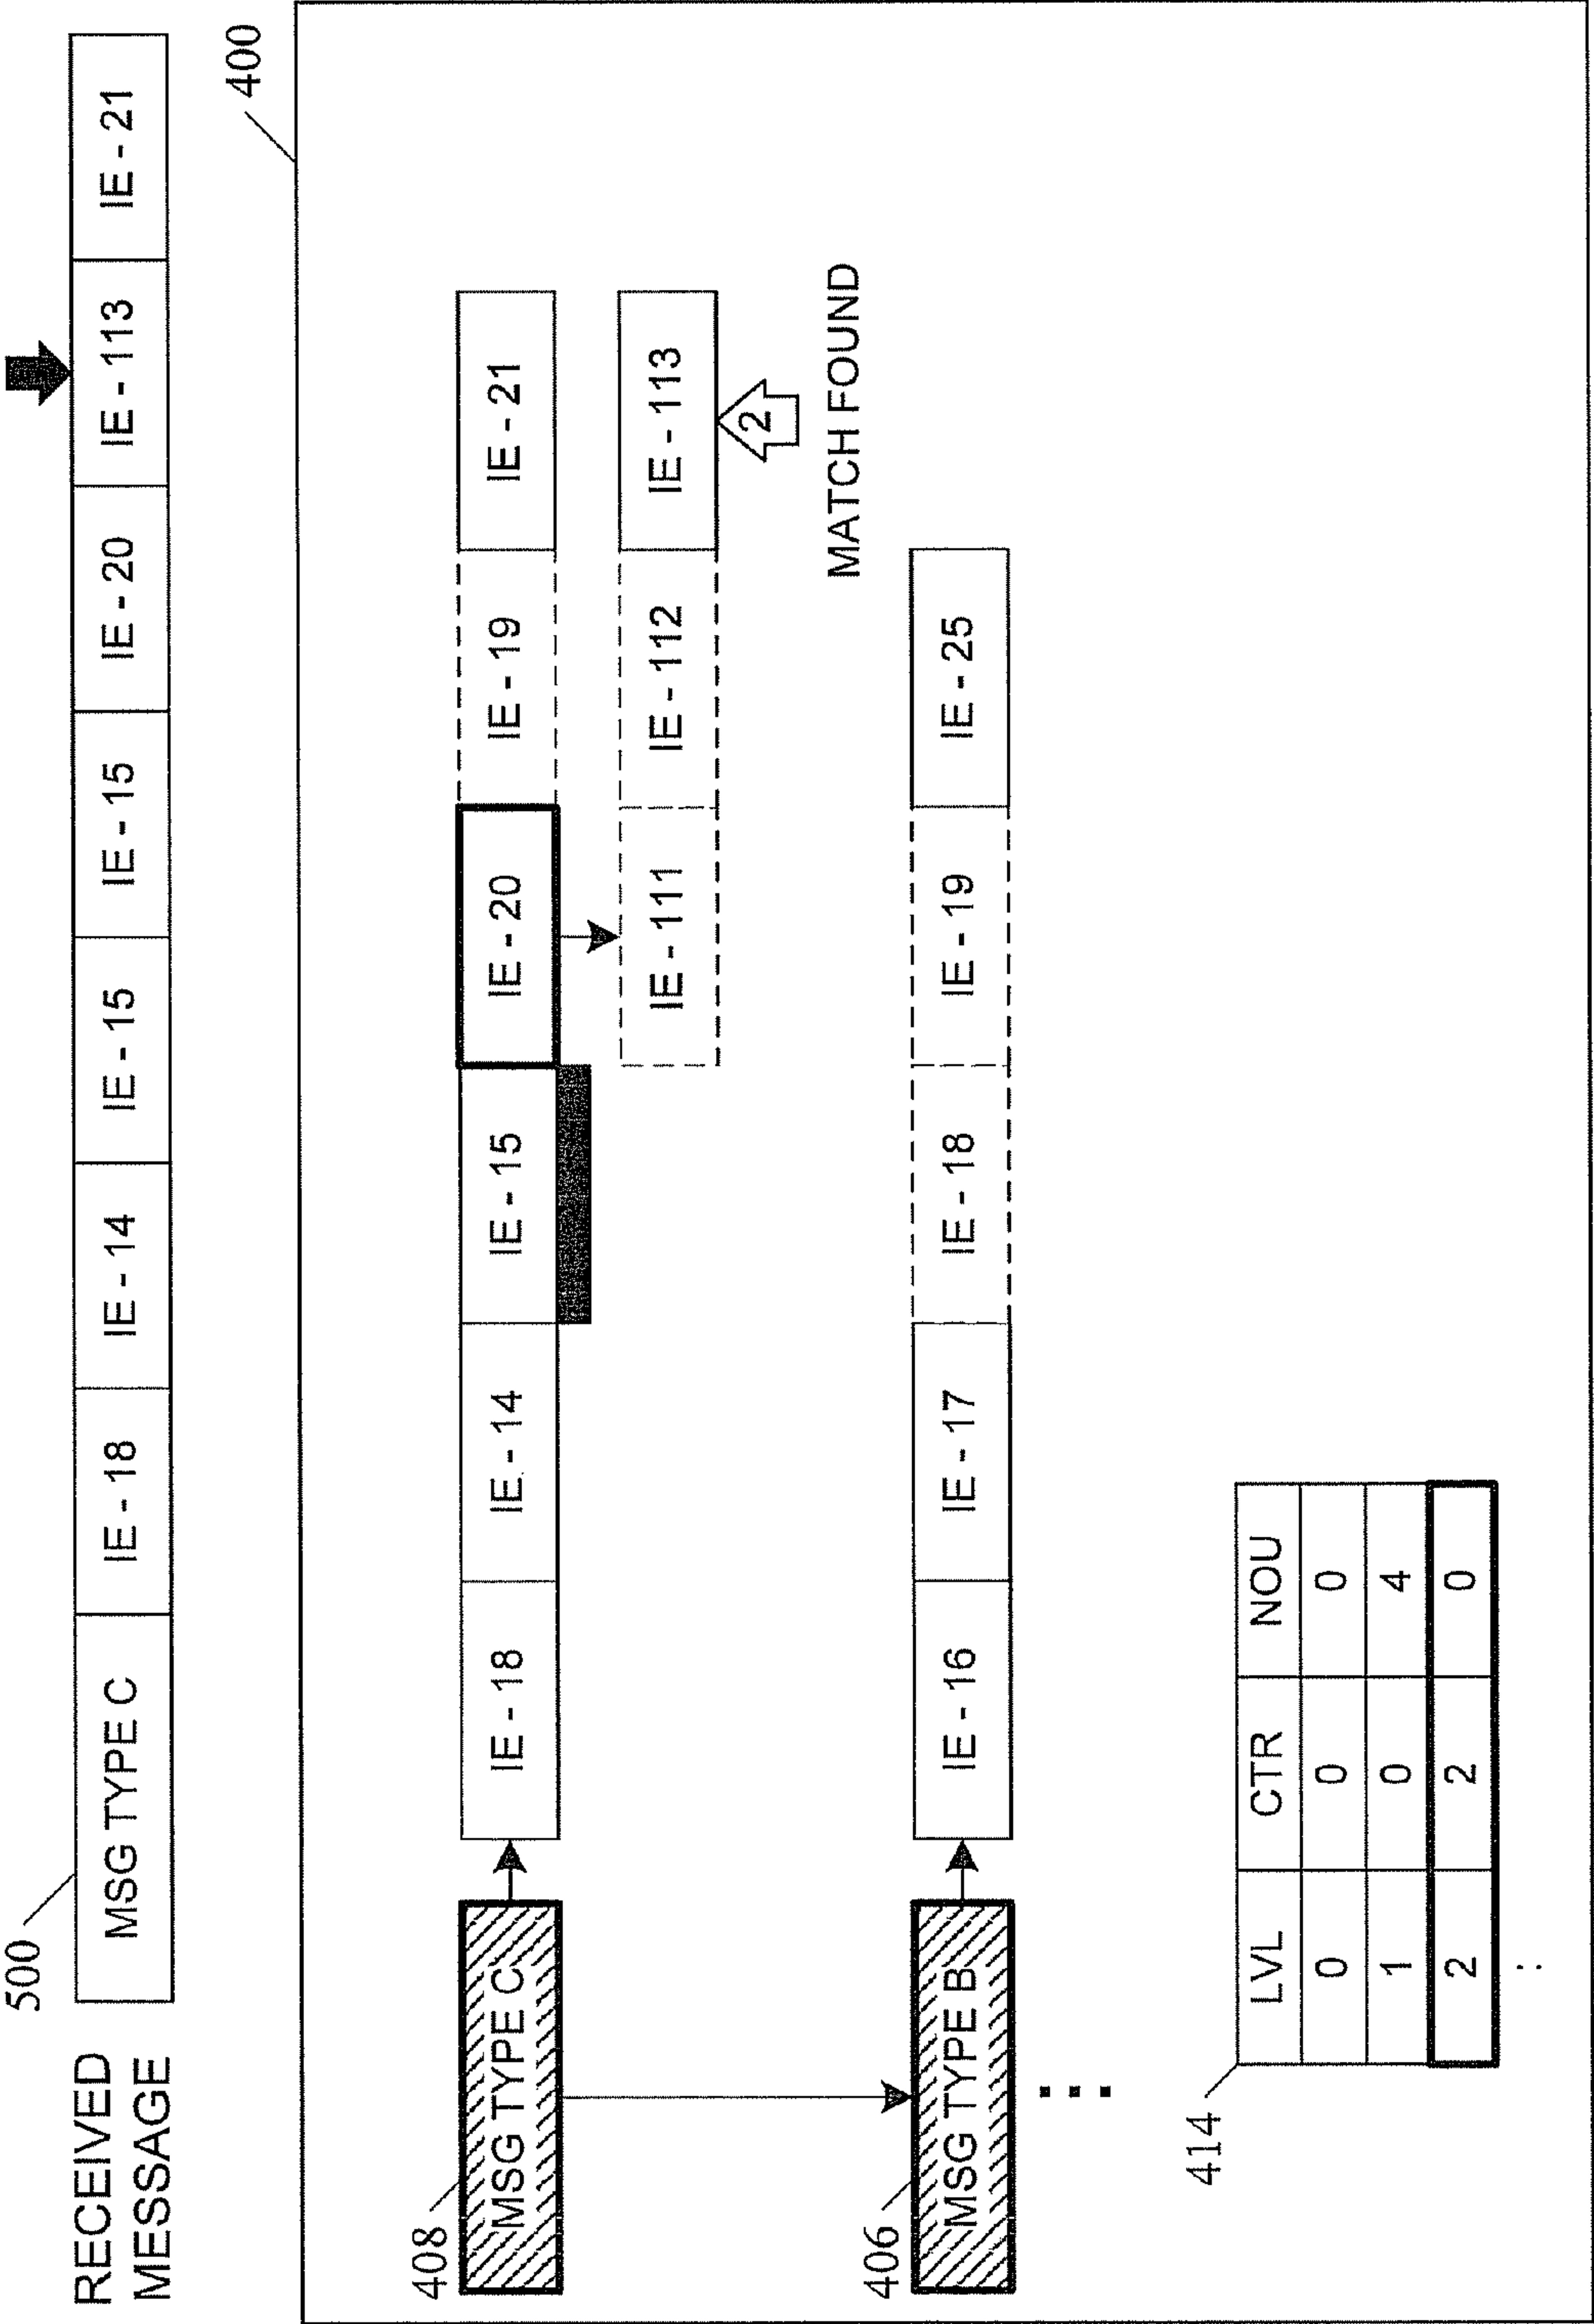 RECEIVED
MESSAGE
500
MSG TYPE C
IE - 18
IE - 14
IE - 15
IE - 15
IE - 20
IE - 113
IE - 21
400
408
MSG TYPE C
IE - 18
IE - 14
IE - 15
IE - 20
IE - 19
IE - 21
IE - 111
IE - 112
IE - 113
2
MATCH FOUND
406
MSG TYPE B
IE - 16
IE - 17
IE - 18
IE - 19
IE - 25
414
LVL CTR NOU
0 0 0
1 0 4
2 2 0